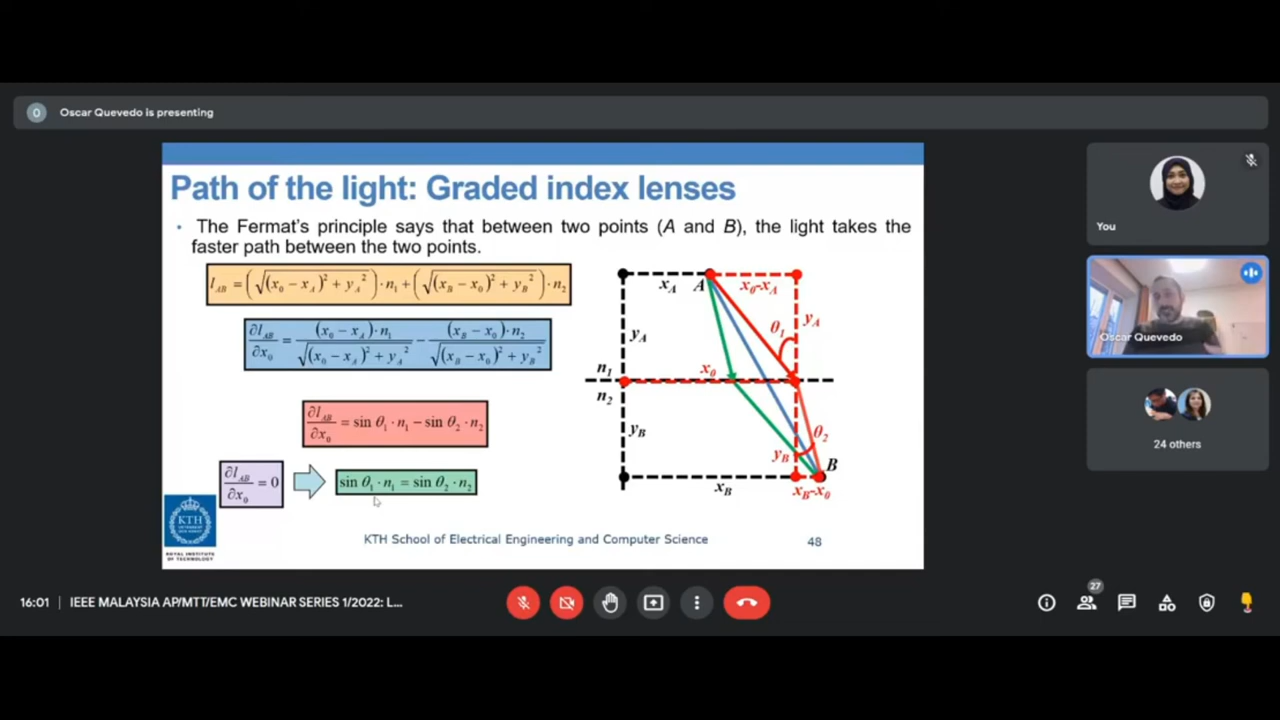 O
Oscar Quevedo is presenting
Path of the light: Graded index lenses
• The Fermat's principle says that between two points (A and B), the light takes the
faster path between the two points.
l_AB = (√((x₀ − x_A)² + y_A²))·n₁ + (√((x_B − x₀)² + y_B²))·n₂
∂l_AB/∂x₀ = (x₀ − x_A)·n₁/√((x₀ − x_A)² + y_A²) − (x_B − x₀)·n₂/√((x_B − x₀)² + y_B²)
∂l_AB/∂x₀ = sin θ₁·n₁ − sin θ₂·n₂
∂l_AB/∂x₀ = 0
sin θ₁·n₁ = sin θ₂·n₂
x_A
A
x₀-x_A
y_A
θ₁
y_A
n₁
x₀
n₂
y_B
θ₂
y_B
B
x_B
x_B-x₀
KTH
ROYAL INSTITUTE
OF TECHNOLOGY
KTH School of Electrical Engineering and Computer Science
48
You
Oscar Quevedo
24 others
16:01 | IEEE MALAYSIA AP/MTT/EMC WEBINAR SERIES 1/2022: L...
27